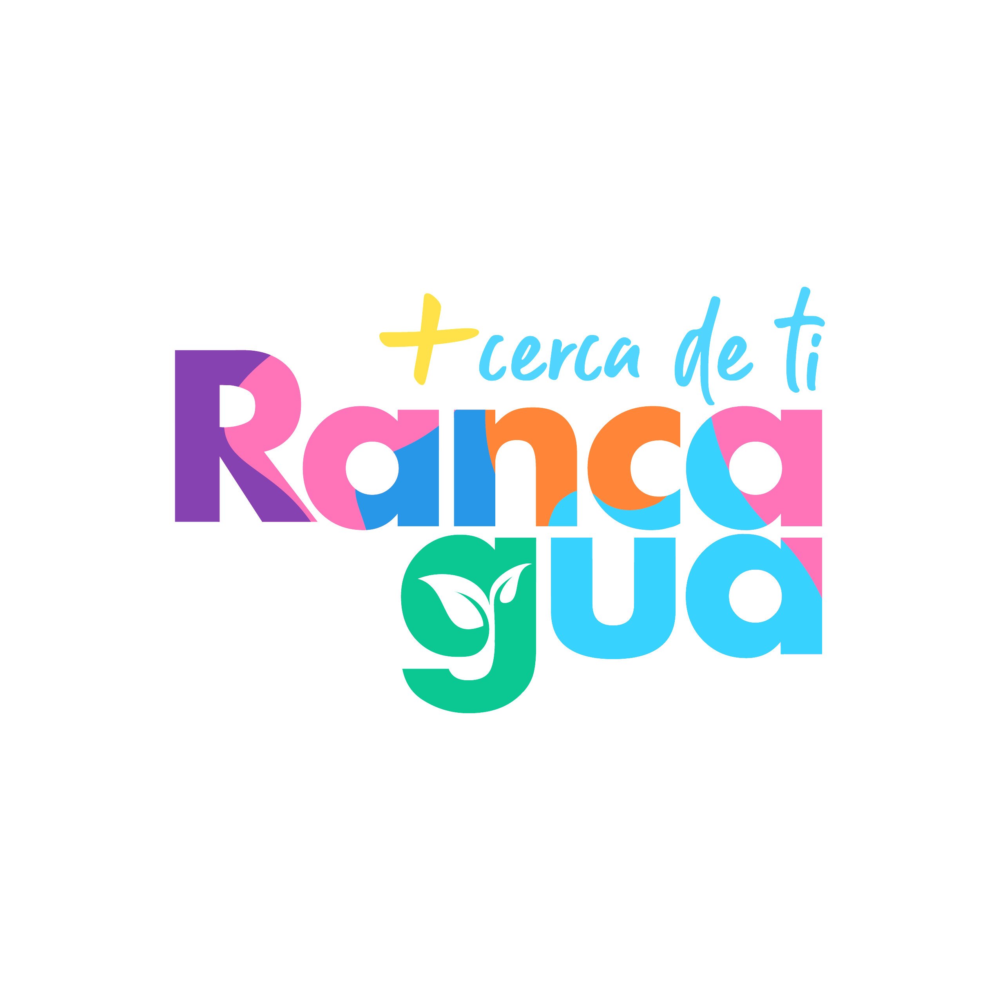 + cerca de ti
Ranca
gua